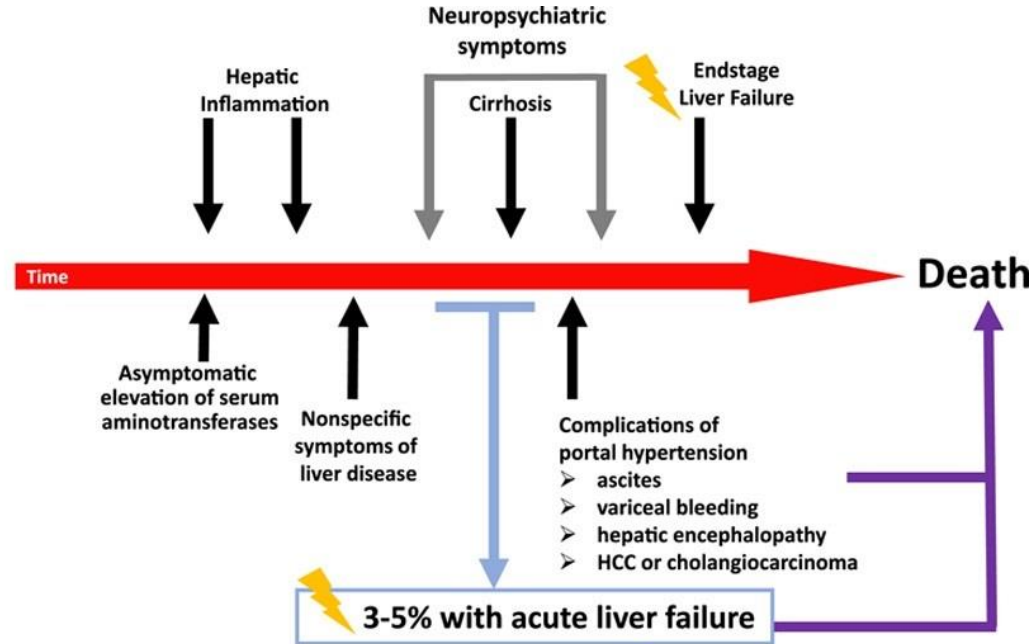 Neuropsychiatric
symptoms
Hepatic
Inflammation
Cirrhosis
Endstage
Liver Failure
Time
Death
Asymptomatic
elevation of serum
aminotransferases
Nonspecific
symptoms of
liver disease
Complications of
portal hypertension
➢ ascites
➢ variceal bleeding
➢ hepatic encephalopathy
➢ HCC or cholangiocarcinoma
3-5% with acute liver failure